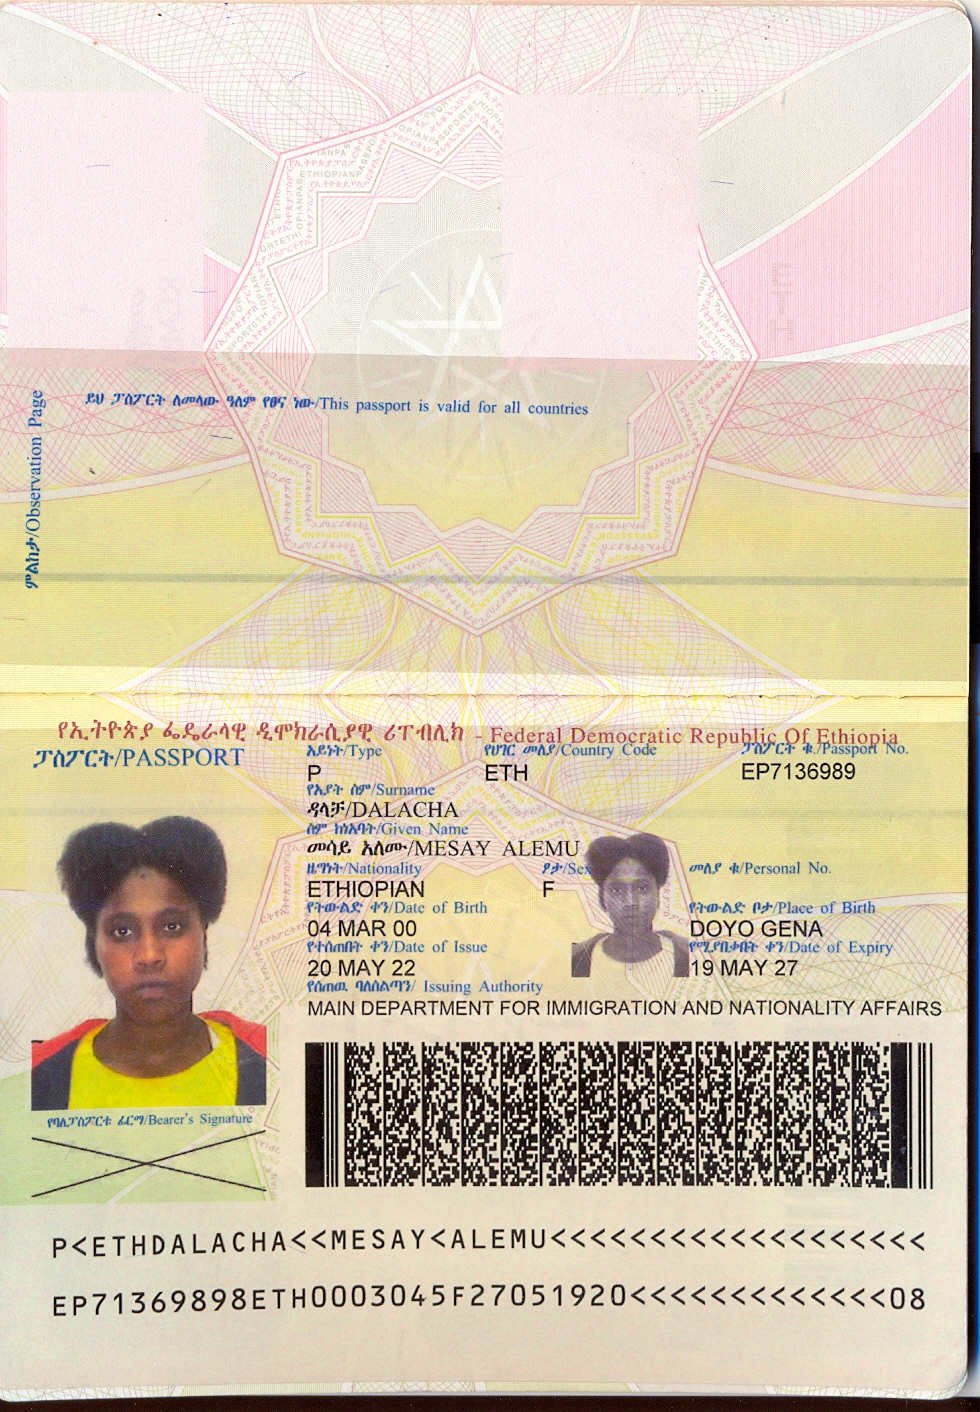 ምልከታ/Observation Page
ይህ ፓስፖርት ለመላው ዓለም የፀና ነው/This passport is valid for all countries
የኢትዮጵያ ፌዴራላዊ ዲሞክራሲያዊ ሪፐብሊክ - Federal Democratic Republic Of Ethiopia
ፓስፖርት/PASSPORT
አይነት/Type
የሀገር መለያ/Country Code
ፓስፖርት ቁ./Passport No.
P
ETH
EP7136989
የአያት ስም/Surname
ዳላቻ/DALACHA
ስም ከነአባት/Given Name
መሳይ አለሙ/MESAY ALEMU
ዜግነት/Nationality
ፆታ/Sex
መለያ ቁ/Personal No.
ETHIOPIAN
F
የትውልድ ቀን/Date of Birth
የትውልድ ቦታ/Place of Birth
04 MAR 00
DOYO GENA
የተሰጠበት ቀን/Date of Issue
የሚያበቃበት ቀን/Date of Expiry
20 MAY 22
19 MAY 27
የሰጠዉ ባለስልጣን/ Issuing Authority
MAIN DEPARTMENT FOR IMMIGRATION AND NATIONALITY AFFAIRS
የባለፓስፖርቱ ፊርማ/Bearer's Signature
P<ETHDALACHA<<MESAY<ALEMU<<<<<<<<<<<<<<<<<<<
EP71369898ETH0003045F27051920<<<<<<<<<<<<<08